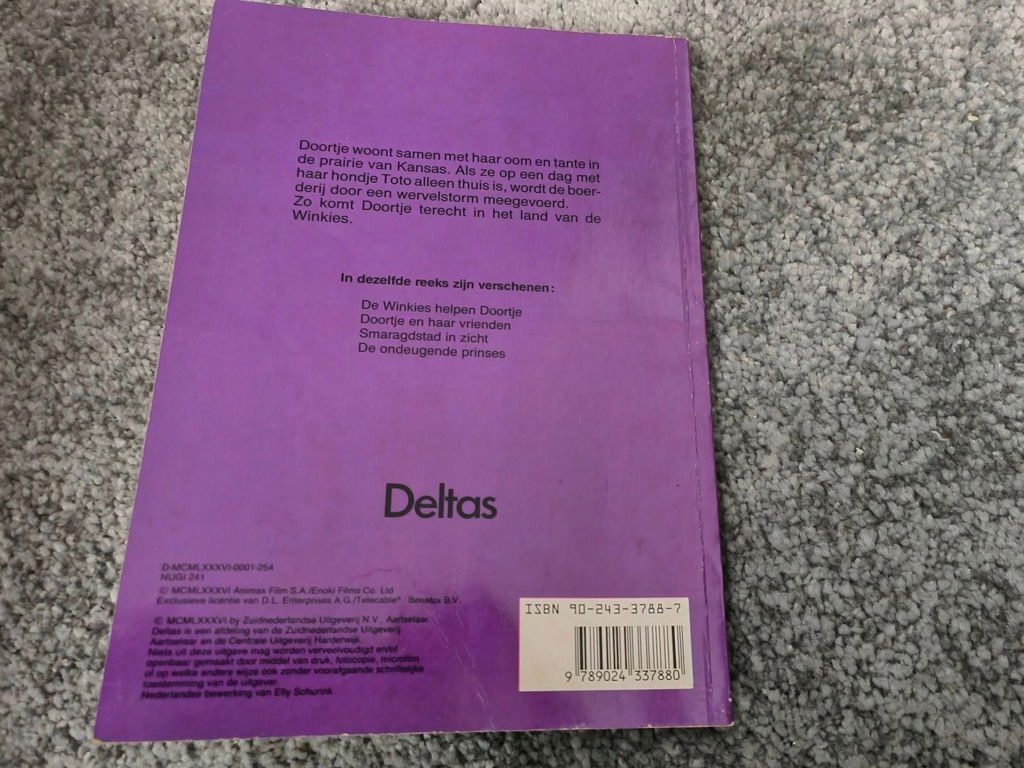 Doortje woont samen met haar oom en tante in
de prairie van Kansas. Als ze op een dag met
haar hondje Toto alleen thuis is, wordt de boer-
derij door een wervelstorm meegevoerd.
Zo komt Doortje terecht in het land van de
Winkies.
In dezelfde reeks zijn verschenen:
De Winkies helpen Doortje
Doortje en haar vrienden
Smaragdstad in zicht
De ondeugende prinses
Deltas
D-MCMLXXXVI-0001-254
NUGI 241
© MCMLXXXVI Animax Film S.A./Enoki Films Co. Ltd
Exclusieve licentie van D.L. Enterprises A.G./Telecable® Benelux B.V.
© MCMLXXXVI by Zuidnederlandse Uitgeverij N.V., Aartselaar.
Deltas is een afdeling van de Zuidnederlandse Uitgeverij
Aartselaar en de Centrale Uitgeverij Harderwijk.
Niets uit deze uitgave mag worden verveelvoudigd en/of
openbaar gemaakt door middel van druk, fotocopie, microfilm
of op welke andere wijze ook zonder voorafgaande schriftelijke
toestemming van de uitgever.
Nederlandse bewerking van Elly Schurink.
ISBN 90-243-3788-7
9 789024 337880